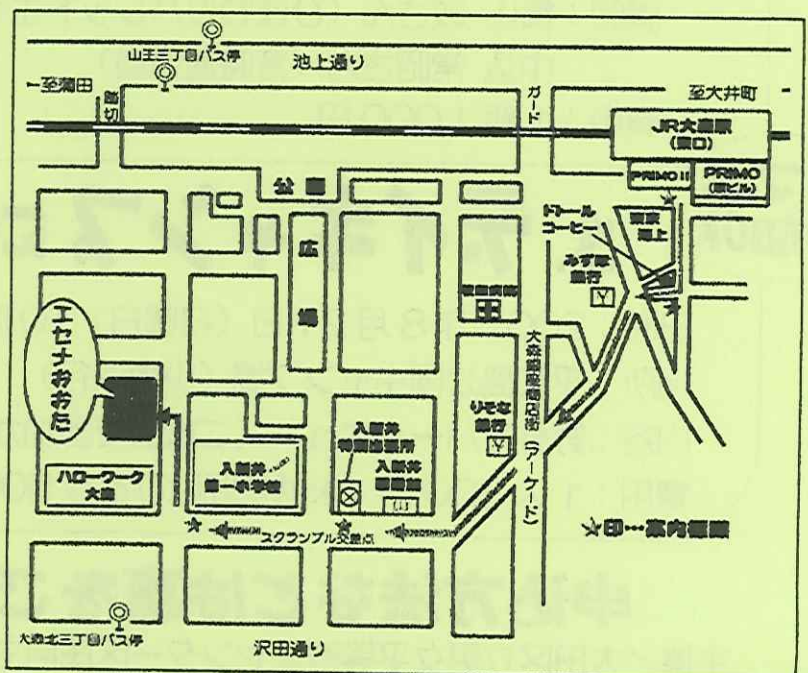 山王三丁目バス停
池上通り
至蒲田
踏切
ガード
至大井町
JR大森駅
(東口)
PRIMO II
PRIMO
(駅ビル)
公園
広場
ドトール
コーヒー
みずほ
銀行
大森銀座商店街(アーケード)
りそな
銀行
エセナおおた
ハローワーク
大森
入新井
第一小学校
入新井
特別出張所
入新井
図書館
スクランブル交差点
☆印…案内標識
大森北三丁目バス停
沢田通り